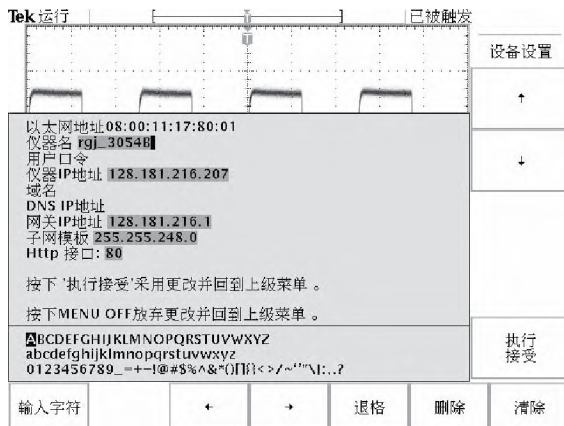 Tek 运行
已被触发
T
T
设备设置
↑
↓
以太网地址08:00:11:17:80:01
仪器名 rgj_3054B
用户口令
仪器IP地址 128.181.216.207
域名
DNS IP地址
网关IP地址 128.181.216.1
子网模板 255.255.248.0
Http 接口: 80
按下 '执行接受'采用更改并回到上级菜单 。
按下MENU OFF放弃更改并回到上级菜单 。
ABCDEFGHIJKLMNOPQRSTUVWXYZ
abcdefghijklmnopqrstuvwxyz
0123456789_=+-!@#$%^&*()[]{}<>/~'"\|:,.?
执行
接受
输入字符
←
→
退格
删除
清除